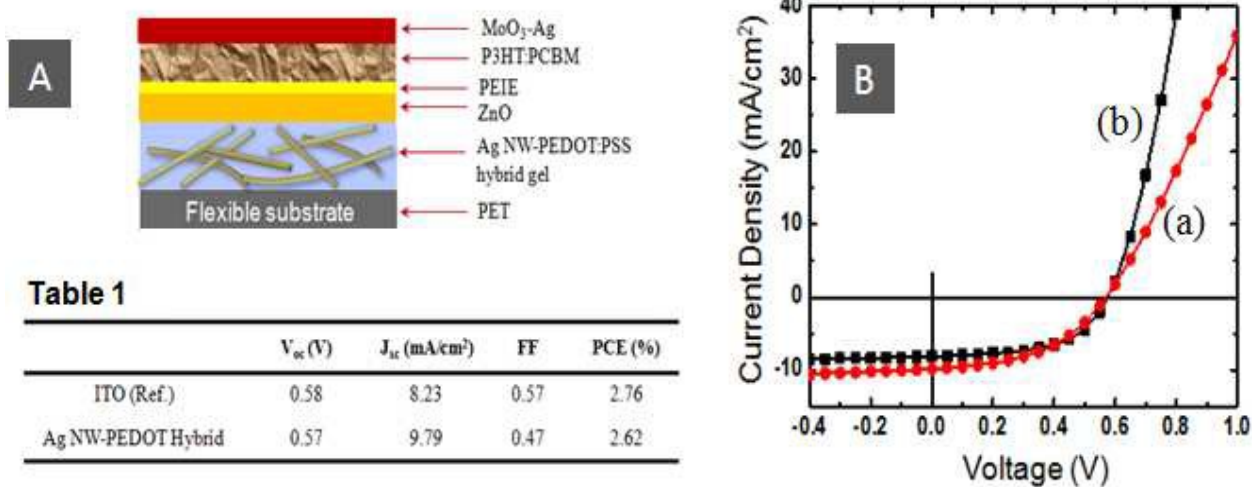 A
MoO₃-Ag
P3HT:PCBM
PEIE
ZnO
Ag NW-PEDOT:PSS
hybrid gel
PET
Flexible substrate
Table 1
V_oc (V) J_sc (mA/cm²) FF PCE (%)
ITO (Ref.) 0.58 8.23 0.57 2.76
Ag NW-PEDOT Hybrid 0.57 9.79 0.47 2.62
B
Current Density (mA/cm²)
40
30
20
10
0
-10
(b)
(a)
-0.4 -0.2 0.0 0.2 0.4 0.6 0.8 1.0
Voltage (V)